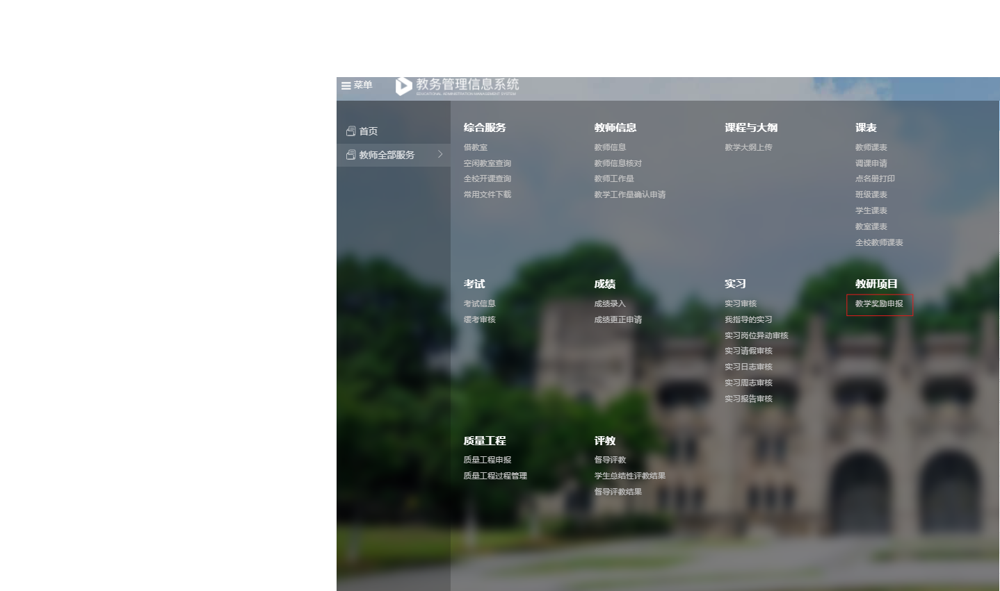 菜单
教务管理信息系统
EDUCATIONAL ADMINISTRATION MANAGEMENT SYSTEM
首页
教师全部服务
综合服务
借教室
空闲教室查询
全校开课查询
常用文件下载
教师信息
教师信息
教师信息核对
教师工作量
教学工作量确认申请
课程与大纲
教学大纲上传
课表
教师课表
调课申请
点名册打印
班级课表
学生课表
教室课表
全校教师课表
考试
考试信息
缓考审核
成绩
成绩录入
成绩更正申请
实习
实习审核
我指导的实习
实习岗位异动审核
实习请假审核
实习日志审核
实习周志审核
实习报告审核
教研项目
教学奖励申报
质量工程
质量工程申报
质量工程过程管理
评教
督导评教
学生总结性评教结果
督导评教结果